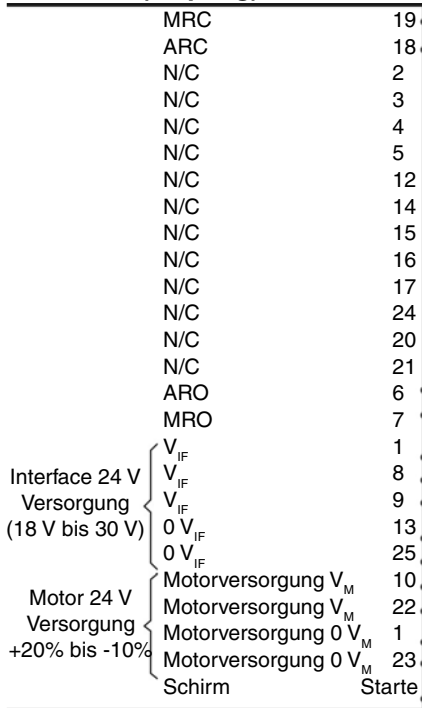 MRC 19
ARC 18
N/C 2
N/C 3
N/C 4
N/C 5
N/C 12
N/C 14
N/C 15
N/C 16
N/C 17
N/C 24
N/C 20
N/C 21
ARO 6
MRO 7
Interface 24 V
Versorgung
(18 V bis 30 V)
V_IF 1
V_IF 8
V_IF 9
0 V_IF 13
0 V_IF 25
Motor 24 V
Versorgung
+20% bis -10%
Motorversorgung V_M 10
Motorversorgung V_M 22
Motorversorgung 0 V_M 1
Motorversorgung 0 V_M 23
Schirm Starte